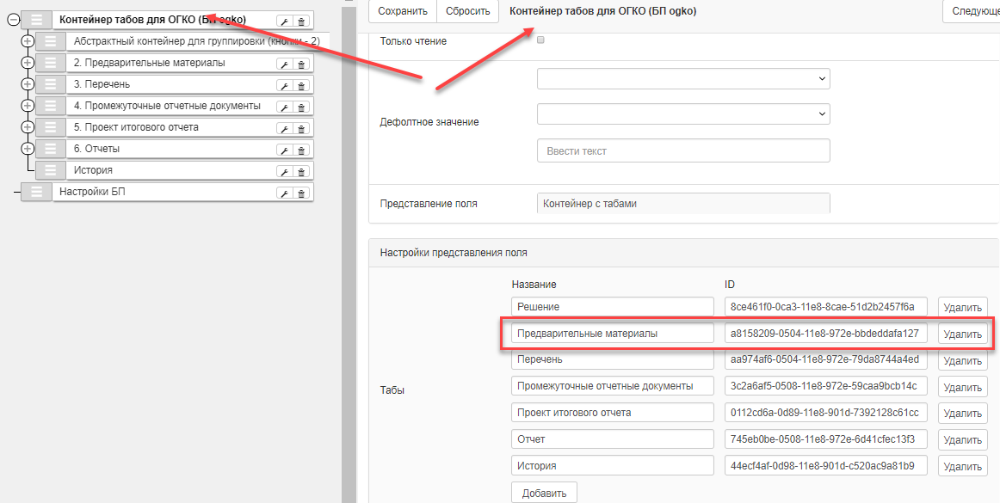 Контейнер табов для ОГКО (БП ogko)
Абстрактный контейнер для группировки (кнопки - 2)
2. Предварительные материалы
3. Перечень
4. Промежуточные отчетные документы
5. Проект итогового отчета
6. Отчеты
История
Настройки БП
Сохранить Сбросить Контейнер табов для ОГКО (БП ogko) Следующе
Только чтение
Дефолтное значение
Ввести текст
Представление поля Контейнер с табами
Настройки представления поля
Название ID
Решение 8ce461f0-0ca3-11e8-8cae-51d2b2457f6a Удалить
Предварительные материалы a8158209-0504-11e8-972e-bbdeddafa127 Удалить
Перечень aa974af6-0504-11e8-972e-79da8744a4ed Удалить
Промежуточные отчетные документы 3c2a6af5-0508-11e8-972e-59caa9bcb14c Удалить
Табы
Проект итогового отчета 0112cd6a-0d89-11e8-901d-7392128c61cc Удалить
Отчет 745eb0be-0508-11e8-972e-6d41cfec13f3 Удалить
История 44ecf4af-0d98-11e8-901d-c520ac9a81b9 Удалить
Добавить